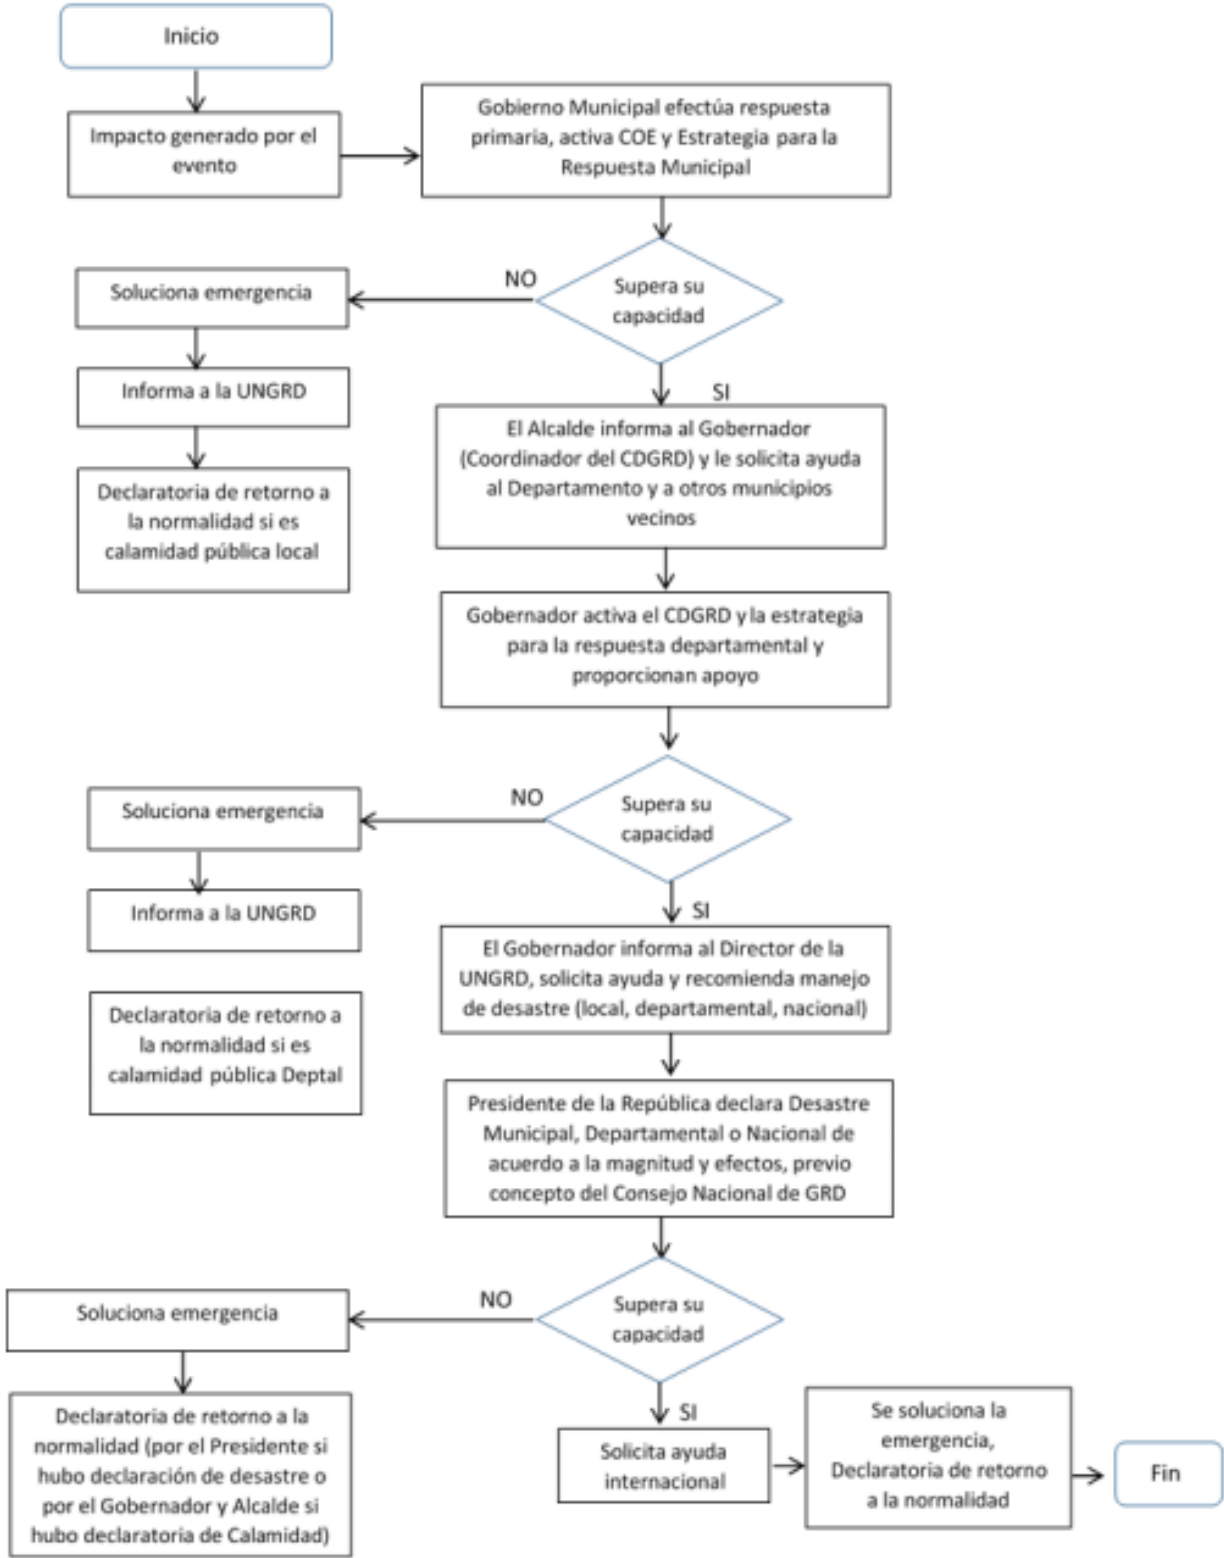 Inicio
Impacto generado por el
evento
Gobierno Municipal efectúa respuesta
primaria, activa COE y Estrategia para la
Respuesta Municipal
Supera su
capacidad
NO
Soluciona emergencia
Informa a la UNGRD
Declaratoria de retorno a
la normalidad si es
calamidad pública local
SI
El Alcalde informa al Gobernador
(Coordinador del CDGRD) y le solicita ayuda
al Departamento y a otros municipios
vecinos
Gobernador activa el CDGRD y la estrategia
para la respuesta departamental y
proporcionan apoyo
Supera su
capacidad
NO
Soluciona emergencia
Informa a la UNGRD
Declaratoria de retorno a
la normalidad si es
calamidad pública Deptal
SI
El Gobernador informa al Director de la
UNGRD, solicita ayuda y recomienda manejo
de desastre (local, departamental, nacional)
Presidente de la República declara Desastre
Municipal, Departamental o Nacional de
acuerdo a la magnitud y efectos, previo
concepto del Consejo Nacional de GRD
Supera su
capacidad
NO
Soluciona emergencia
Declaratoria de retorno a la
normalidad (por el Presidente si
hubo declaración de desastre o
por el Gobernador y Alcalde si
hubo declaratoria de Calamidad)
SI
Solicita ayuda
internacional
Se soluciona la
emergencia,
Declaratoria de retorno
a la normalidad
Fin